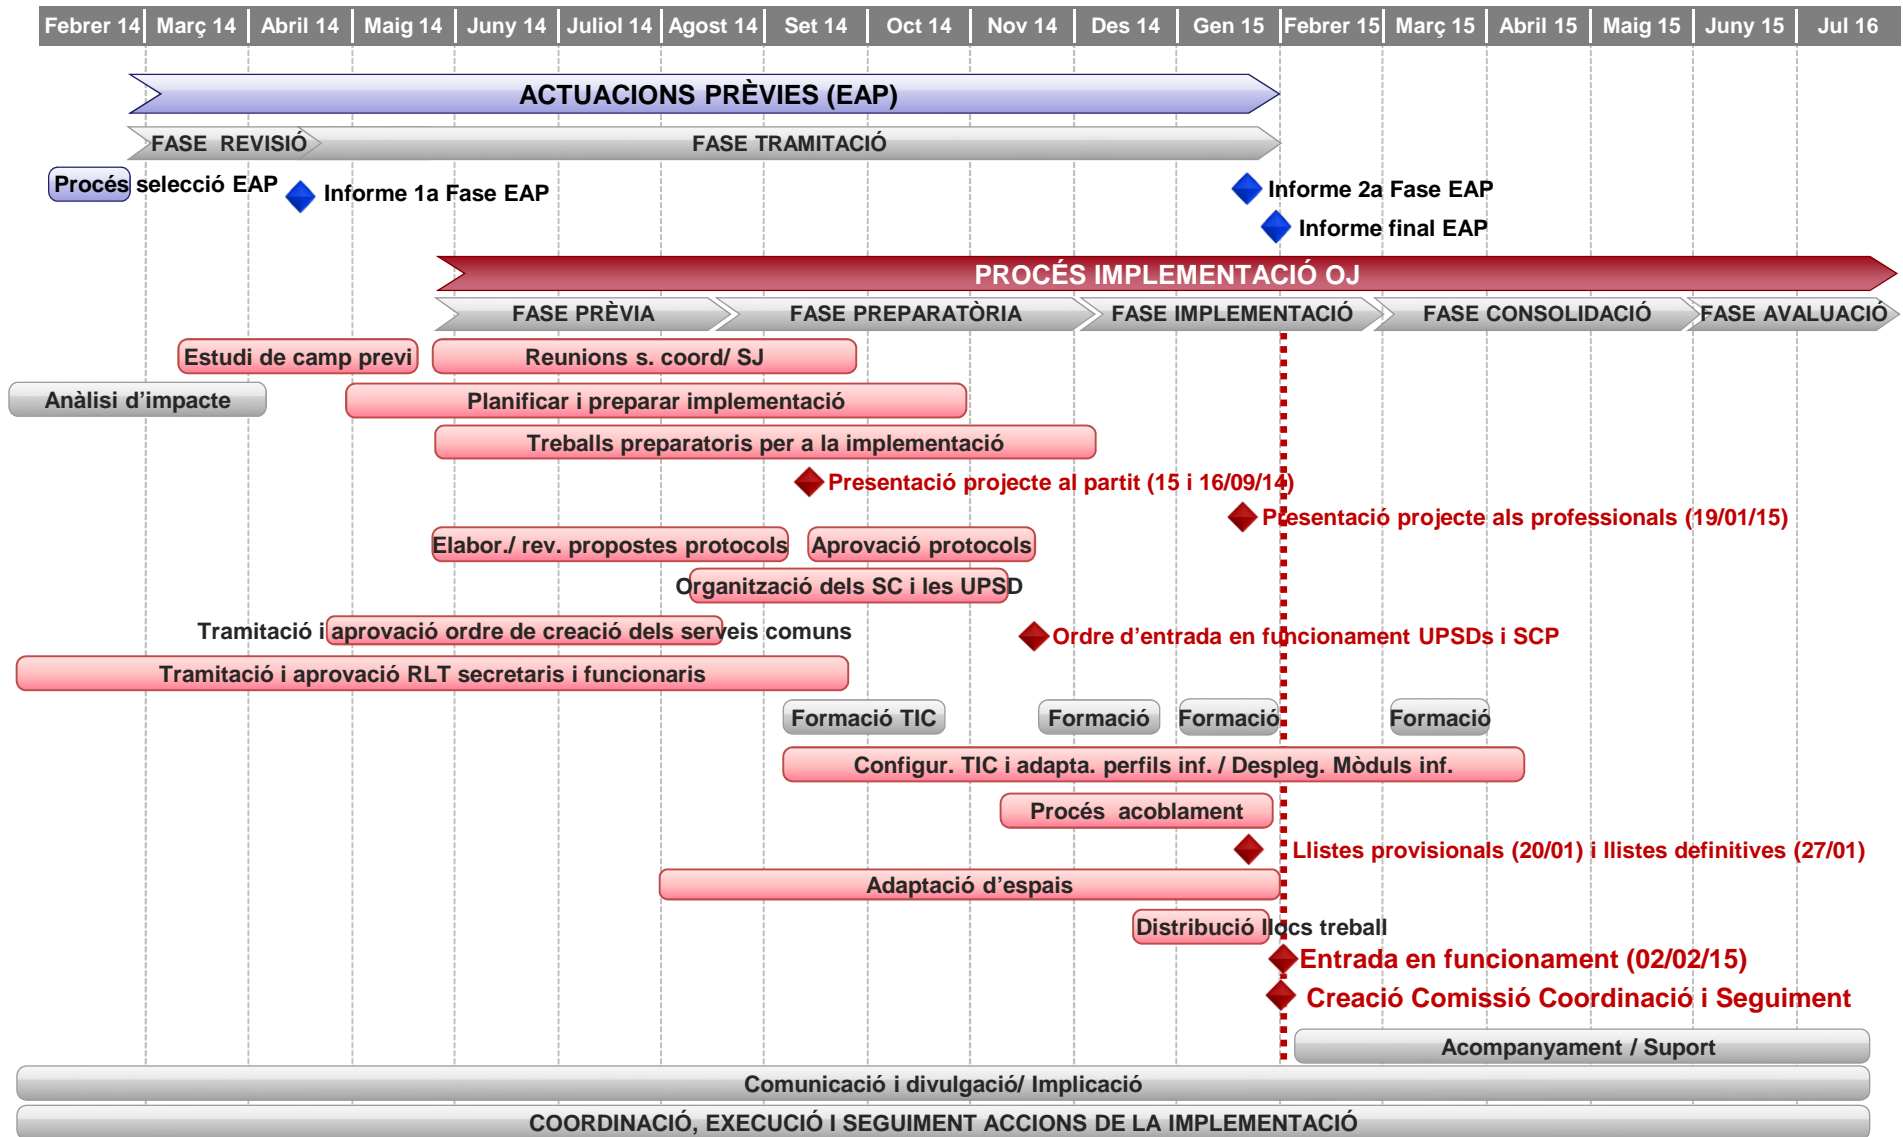 Febrer 14 Març 14 Abril 14 Maig 14 Juny 14 Juliol 14 Agost 14 Set 14 Oct 14 Nov 14 Des 14 Gen 15 Febrer 15 Març 15 Abril 15 Maig 15 Juny 15 Jul 16
ACTUACIONS PRÈVIES (EAP)
FASE REVISIÓ FASE TRAMITACIÓ
Procés selecció EAP Informe 1a Fase EAP Informe 2a Fase EAP
Informe final EAP
PROCÉS IMPLEMENTACIÓ OJ
FASE PRÈVIA FASE PREPARATÒRIA FASE IMPLEMENTACIÓ FASE CONSOLIDACIÓ FASE AVALUACIÓ
Estudi de camp previ Reunions s. coord/ SJ
Anàlisi d'impacte Planificar i preparar implementació
Treballs preparatoris per a la implementació
Presentació projecte al partit (15 i 16/09/14)
Presentació projecte als professionals (19/01/15)
Elabor./ rev. propostes protocols Aprovació protocols
Organització dels SC i les UPSD
Tramitació i aprovació ordre de creació dels serveis comuns Ordre d'entrada en funcionament UPSDs i SCP
Tramitació i aprovació RLT secretaris i funcionaris
Formació TIC Formació Formació Formació
Configur. TIC i adapta. perfils inf. / Despleg. Mòduls inf.
Procés acoblament
Llistes provisionals (20/01) i llistes definitives (27/01)
Adaptació d'espais
Distribució llocs treball
Entrada en funcionament (02/02/15)
Creació Comissió Coordinació i Seguiment
Acompanyament / Suport
Comunicació i divulgació/ Implicació
COORDINACIÓ, EXECUCIÓ I SEGUIMENT ACCIONS DE LA IMPLEMENTACIÓ